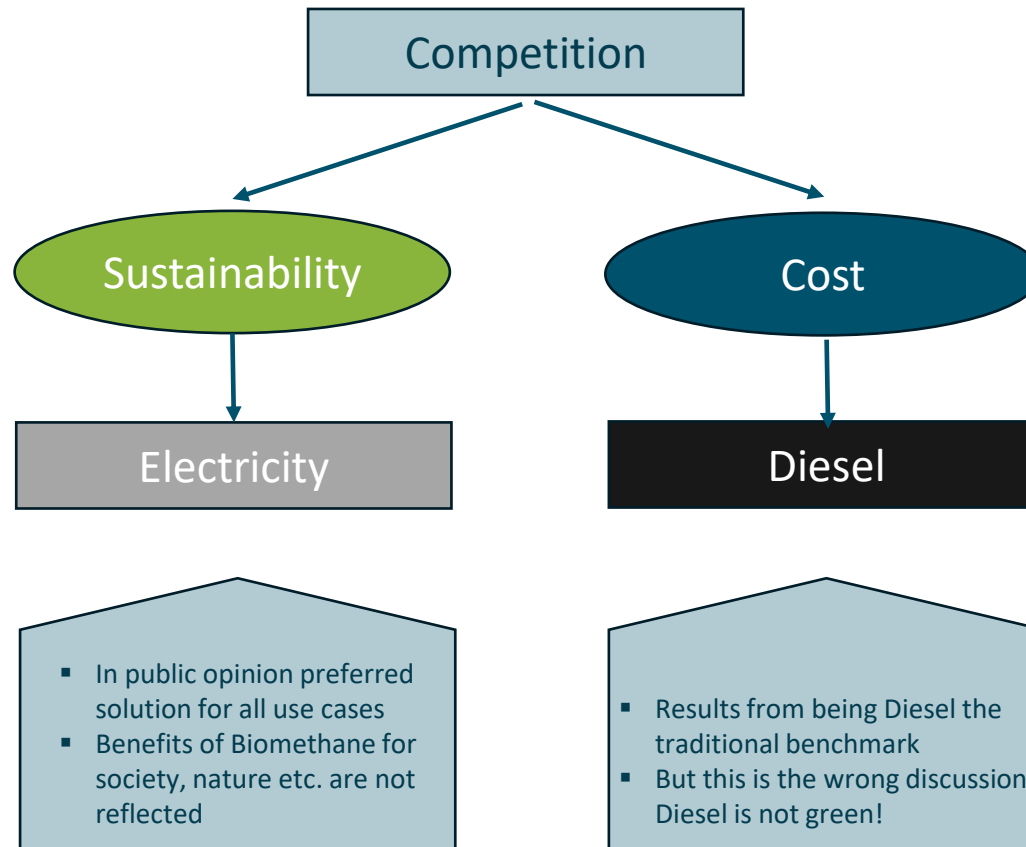 Competition
Sustainability
Cost
Electricity
Diesel
▪ In public opinion preferred
solution for all use cases
▪ Benefits of Biomethane for
society, nature etc. are not
reflected
▪ Results from being Diesel the
traditional benchmark
▪ But this is the wrong discussion
Diesel is not green!